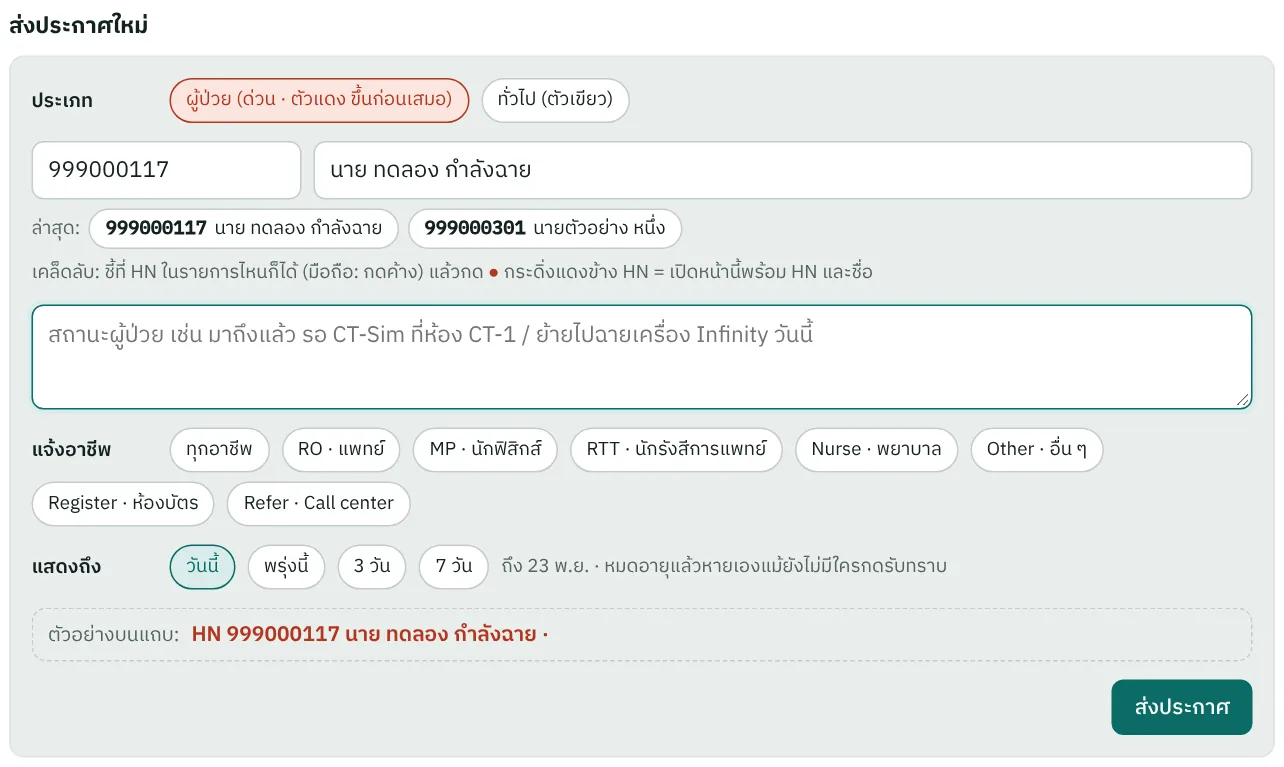 ส่งประกาศใหม่
ประเภท ผู้ป่วย (ด่วน · ตัวแดง ขึ้นก่อนเสมอ) ทั่วไป (ตัวเขียว)
999000117 นาย ทดลอง กำลังฉาย
ล่าสุด: 999000117 นาย ทดลอง กำลังฉาย 999000301 นายตัวอย่าง หนึ่ง
เคล็ดลับ: ชี้ที่ HN ในรายการไหนก็ได้ (มือถือ: กดค้าง) แล้วกด ● กระดิ่งแดงข้าง HN = เปิดหน้านี้พร้อม HN และชื่อ
สถานะผู้ป่วย เช่น มาถึงแล้ว รอ CT-Sim ที่ห้อง CT-1 / ย้ายไปฉายเครื่อง Infinity วันนี้
แจ้งอาชีพ ทุกอาชีพ RO · แพทย์ MP · นักฟิสิกส์ RTT · นักรังสีการแพทย์ Nurse · พยาบาล Other · อื่น ๆ
Register · ห้องบัตร Refer · Call center
แสดงถึง วันนี้ พรุ่งนี้ 3 วัน 7 วัน ถึง 23 พ.ย. · หมดอายุแล้วหายเองแม้ยังไม่มีใครกดรับทราบ
ตัวอย่างบนแถบ: HN 999000117 นาย ทดลอง กำลังฉาย ·
ส่งประกาศ